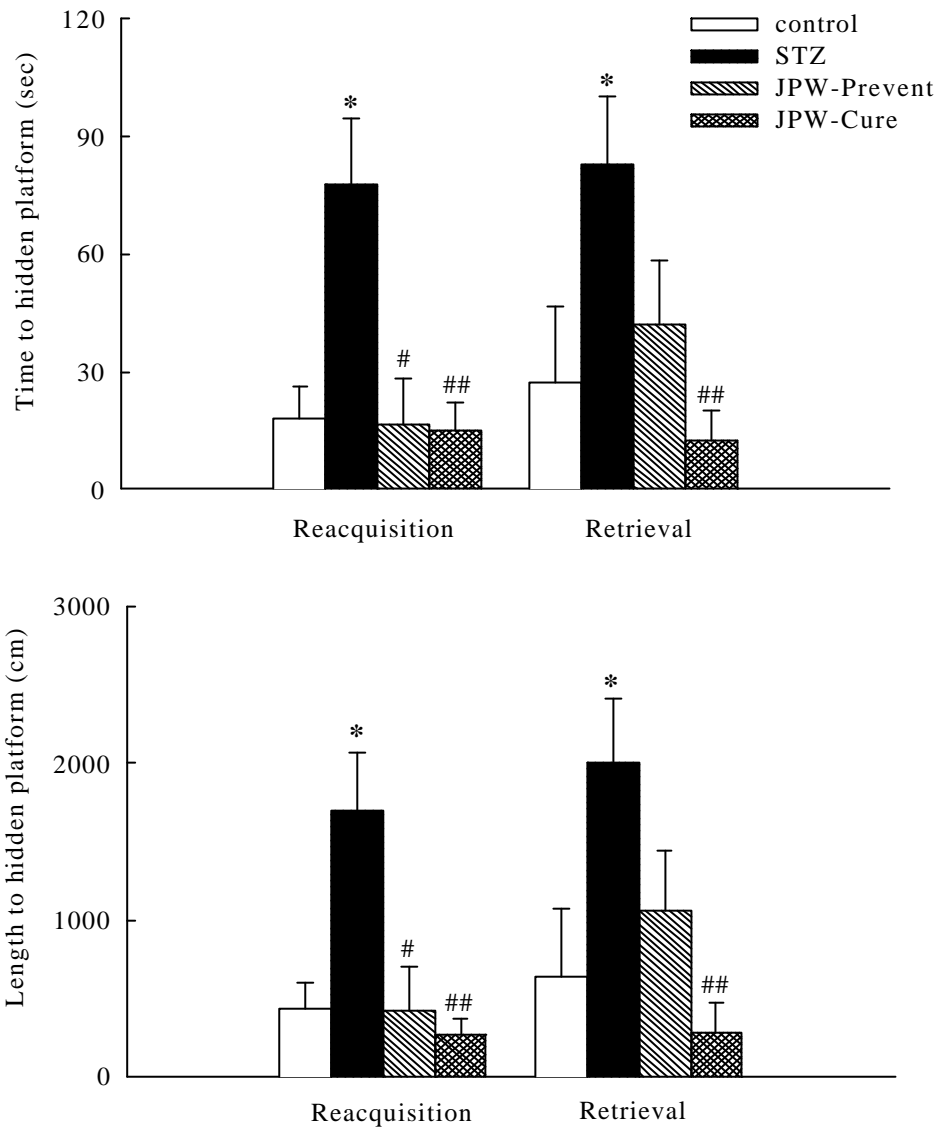 120
90
60
30
0
Time to hidden platform (sec)
control
STZ
JPW-Prevent
JPW-Cure
*
#
##
*
##
Reacquisition
Retrieval
3000
2000
1000
0
Length to hidden platform (cm)
*
#
##
*
##
Reacquisition
Retrieval